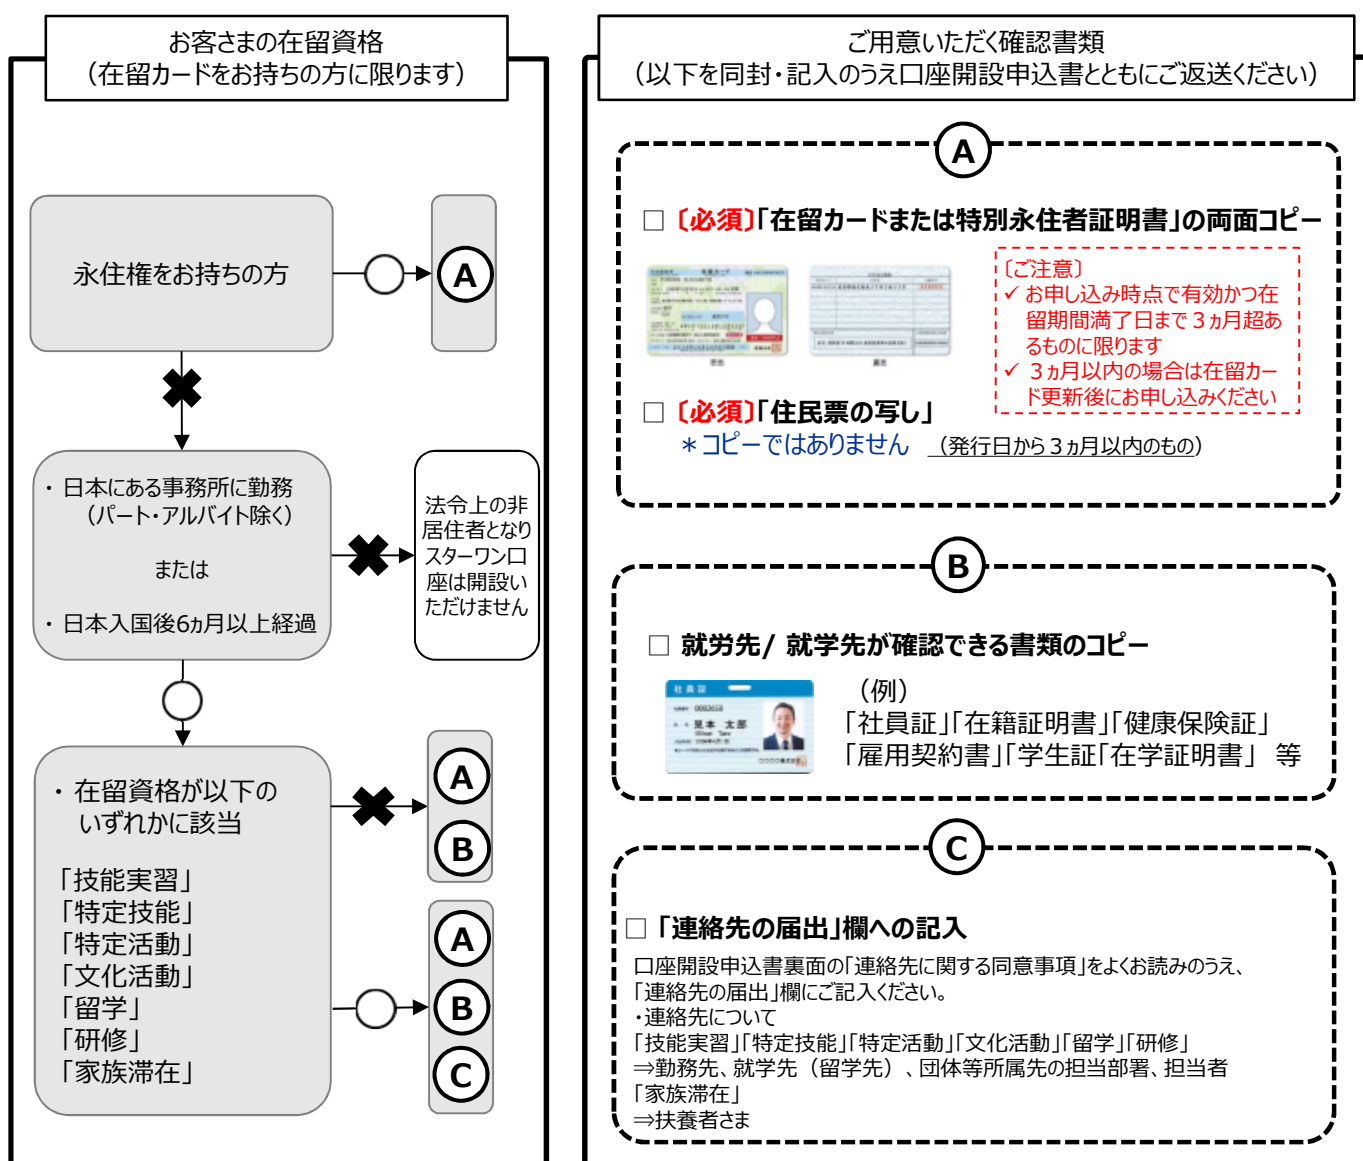 お客さまの在留資格
（在留カードをお持ちの方に限ります）
永住権をお持ちの方
A
・ 日本にある事務所に勤務
（パート・アルバイト除く）
または
・ 日本入国後6ヵ月以上経過
法令上の非
居住者となり
スターワン口
座は開設い
ただけません
・ 在留資格が以下の
いずれかに該当
「技能実習」
「特定技能」
「特定活動」
「文化活動」
「留学」
「研修」
「家族滞在」
A
B
A
B
C
ご用意いただく確認書類
（以下を同封・記入のうえ口座開設申込書とともにご返送ください）
A
□ 〔必須〕「在留カードまたは特別永住者証明書」の両面コピー
〔ご注意〕
✓ お申し込み時点で有効かつ在
留期間満了日まで３ヵ月超あ
るものに限ります
✓ ３ヵ月以内の場合は在留カー
ド更新後にお申し込みください
□ 〔必須〕「住民票の写し」
＊コピーではありません （発行日から３ヵ月以内のもの）
B
□ 就労先/ 就学先が確認できる書類のコピー
社員証
0002658
見本 太郎
（例）
「社員証」「在籍証明書」「健康保険証」
「雇用契約書」「学生証「在学証明書」 等
C
□ 「連絡先の届出」欄への記入
口座開設申込書裏面の「連絡先に関する同意事項」をよくお読みのうえ、
「連絡先の届出」欄にご記入ください。
・連絡先について
「技能実習」「特定技能」「特定活動」「文化活動」「留学」「研修」
⇒勤務先、就学先（留学先）、団体等所属先の担当部署、担当者
「家族滞在」
⇒扶養者さま